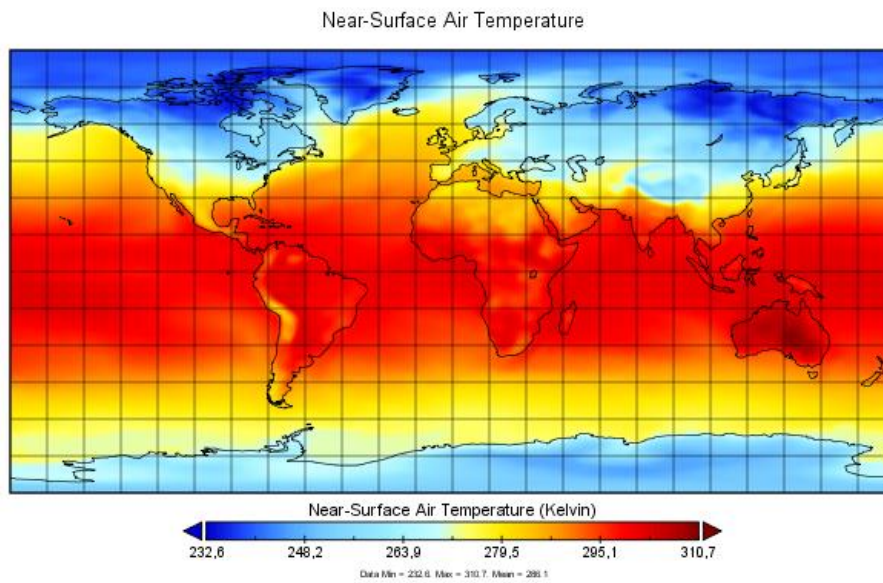 Near-Surface Air Temperature
Near-Surface Air Temperature (Kelvin)
232,6 248,2 263,9 279,5 295,1 310,7
Data Min = 232.6. Max = 310.7. Mean = 286.1